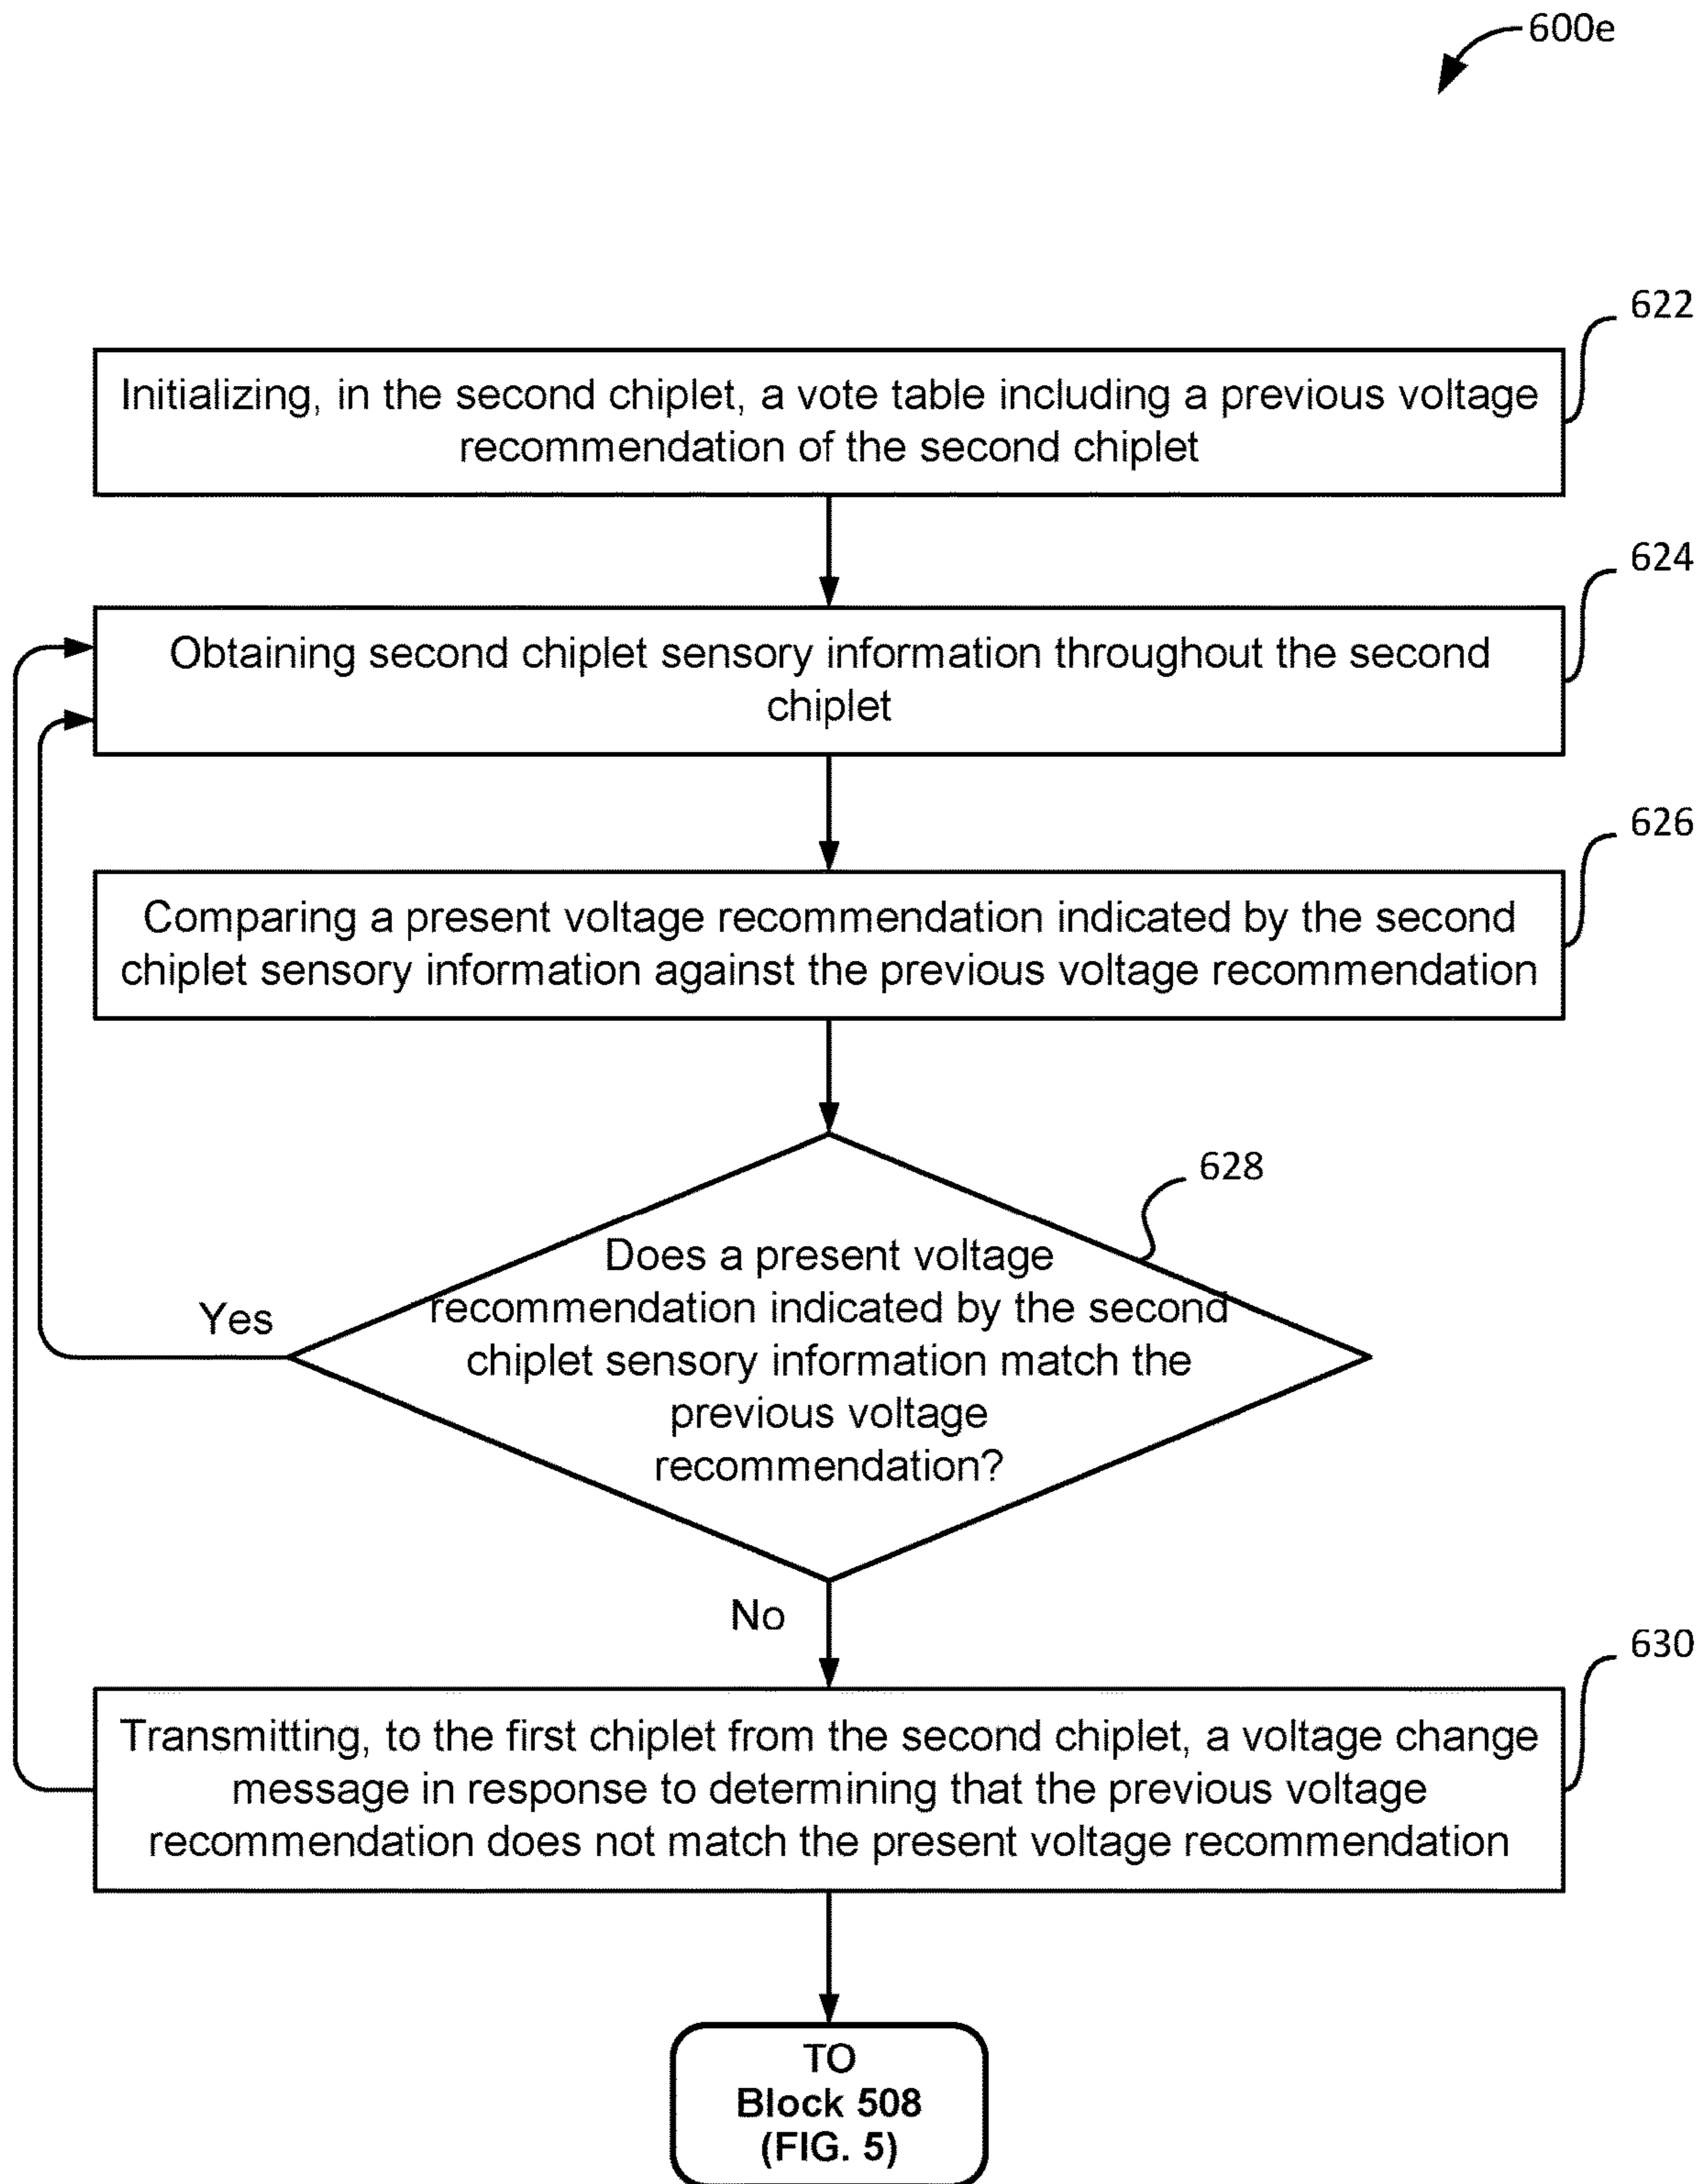 600e
622
Initializing, in the second chiplet, a vote table including a previous voltage
recommendation of the second chiplet
624
Obtaining second chiplet sensory information throughout the second
chiplet
626
Comparing a present voltage recommendation indicated by the second
chiplet sensory information against the previous voltage recommendation
628
Does a present voltage
recommendation indicated by the second
chiplet sensory information match the
previous voltage
recommendation?
Yes
No
630
Transmitting, to the first chiplet from the second chiplet, a voltage change
message in response to determining that the previous voltage
recommendation does not match the present voltage recommendation
TO
Block 508
(FIG. 5)